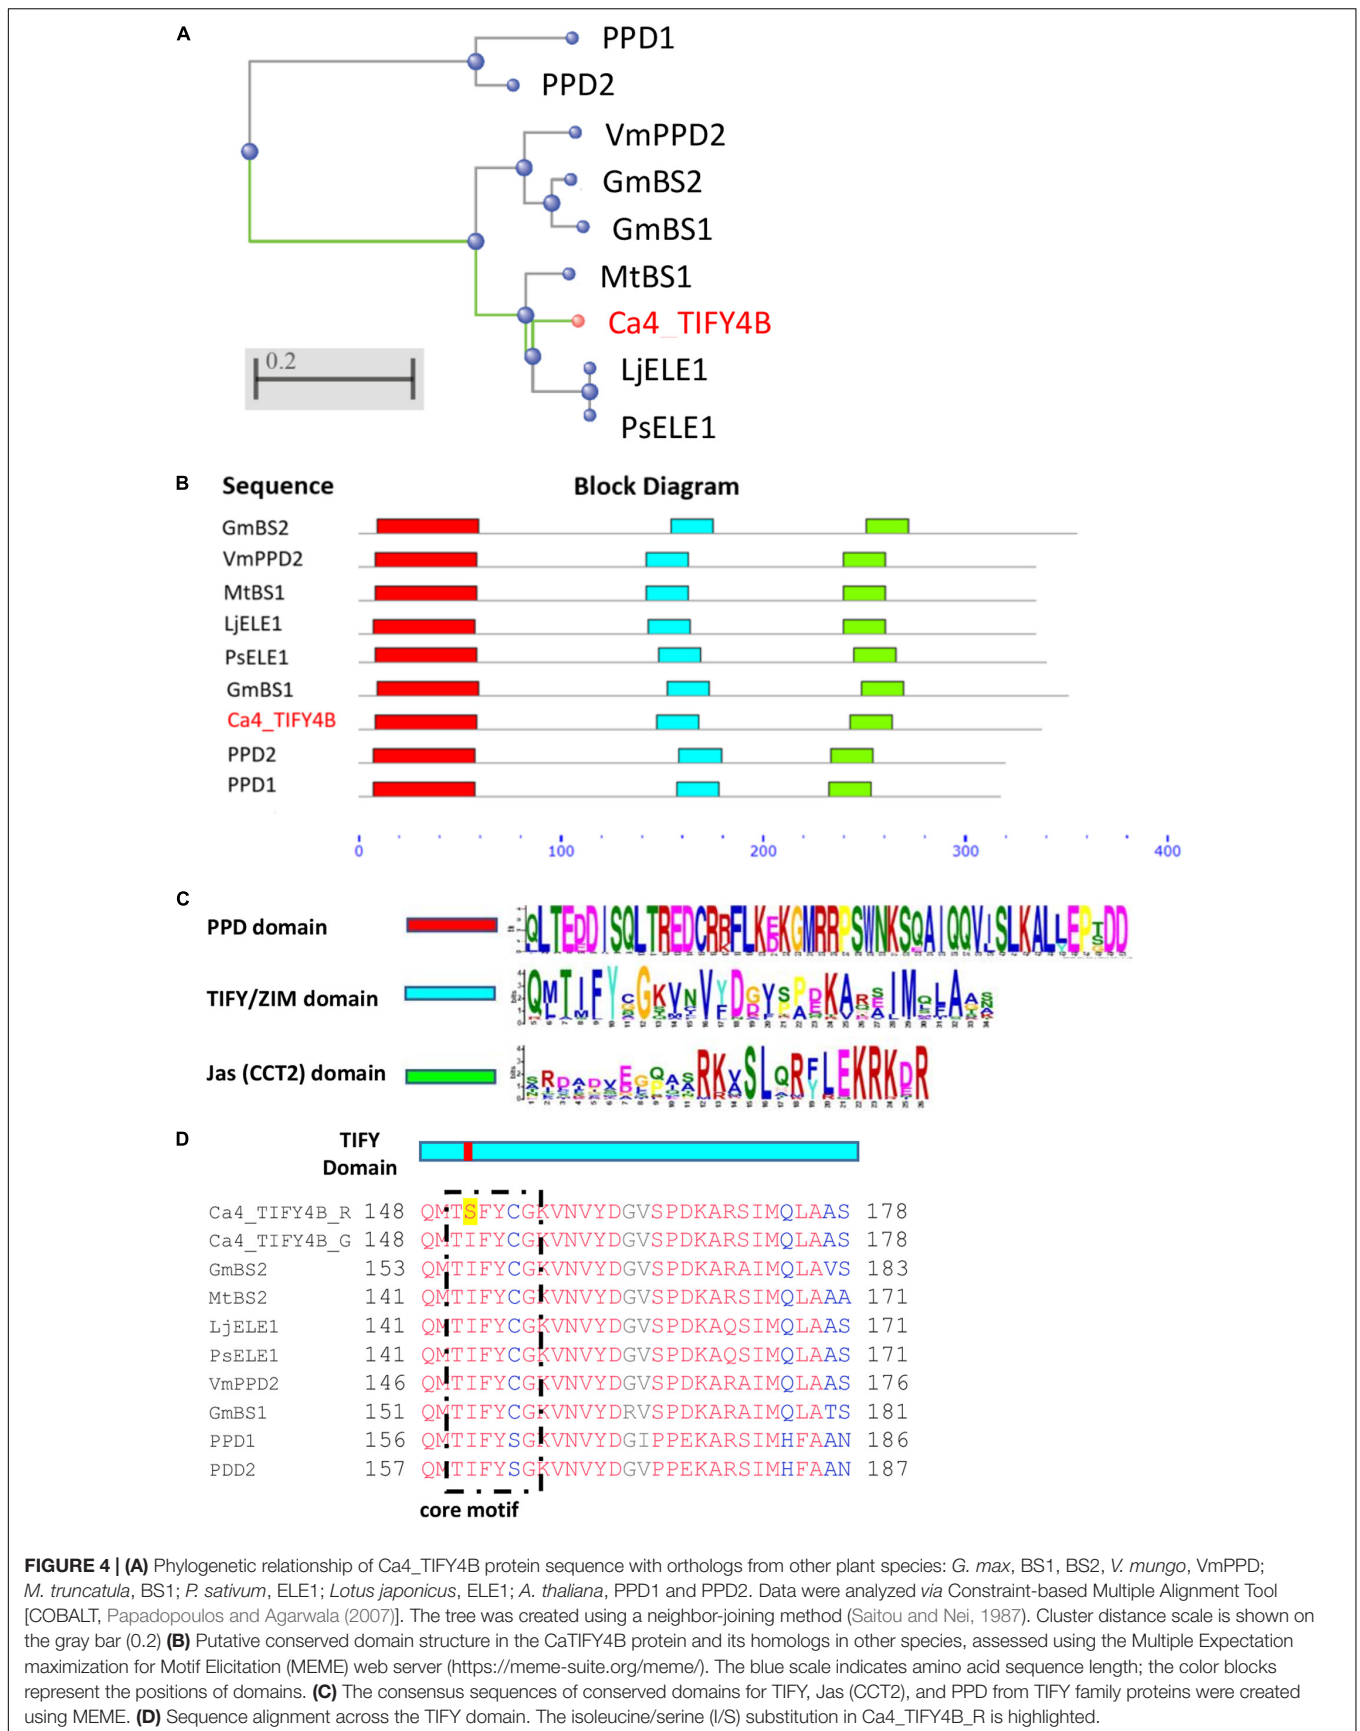 A
PPD1
PPD2
VmPPD2
GmBS2
GmBS1
MtBS1
Ca4_TIFY4B
LjELE1
PsELE1
0.2
B
Sequence Block Diagram
GmBS2
VmPPD2
MtBS1
LjELE1
PsELE1
GmBS1
Ca4_TIFY4B
PPD2
PPD1
0 100 200 300 400
C
PPD domain
TIFY/ZIM domain
Jas (CCT2) domain
D
TIFY
Domain
Ca4_TIFY4B_R 148 QMTSFYCGKVNVYDGVSPDKARSIMQLAAS 178
Ca4_TIFY4B_G 148 QMTIFYCGKVNVYDGVSPDKARSIMQLAAS 178
GmBS2 153 QMTIFYCGKVNVYDGVSPDKARAIMQLAVS 183
MtBS2 141 QMTIFYCGKVNVYDGVSPDKARSIMQLAAA 171
LjELE1 141 QMTIFYCGKVNVYDGVSPDKAQSIMQLAAS 171
PsELE1 141 QMTIFYCGKVNVYDGVSPDKAQSIMQLAAS 171
VmPPD2 146 QMTIFYCGKVNVYDGVSPDKARAIMQLAAS 176
GmBS1 151 QMTIFYCGKVNVYDRVSPDKARAIMQLATS 181
PPD1 156 QMTIFYSGKVNVYDGIPPEKARSIMHFAAN 186
PDD2 157 QMTIFYSGKVNVYDGVPPEKARSIMHFAAN 187
core motif
FIGURE 4 | (A) Phylogenetic relationship of Ca4_TIFY4B protein sequence with orthologs from other plant species: G. max, BS1, BS2, V. mungo, VmPPD;
M. truncatula, BS1; P. sativum, ELE1; Lotus japonicus, ELE1; A. thaliana, PPD1 and PPD2. Data were analyzed via Constraint-based Multiple Alignment Tool
[COBALT, Papadopoulos and Agarwala (2007)]. The tree was created using a neighbor-joining method (Saitou and Nei, 1987). Cluster distance scale is shown on
the gray bar (0.2) (B) Putative conserved domain structure in the CaTIFY4B protein and its homologs in other species, assessed using the Multiple Expectation
maximization for Motif Elicitation (MEME) web server (https://meme-suite.org/meme/). The blue scale indicates amino acid sequence length; the color blocks
represent the positions of domains. (C) The consensus sequences of conserved domains for TIFY, Jas (CCT2), and PPD from TIFY family proteins were created
using MEME. (D) Sequence alignment across the TIFY domain. The isoleucine/serine (I/S) substitution in Ca4_TIFY4B_R is highlighted.